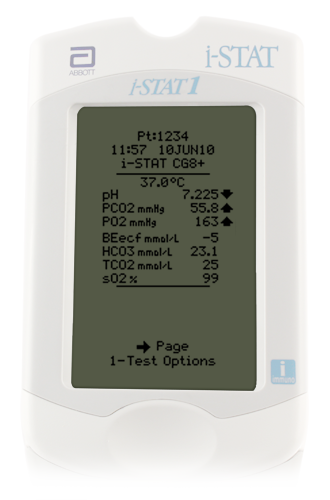 ABBOTT
i-STAT
i-STAT 1
Pt:1234
11:57 10JUN10
i-STAT CG8+
37.0°C
pH 7.225
PCO2 mmHg 55.8
PO2 mmHg 163
BEecf mmol/L -5
HCO3 mmol/L 23.1
TCO2 mmol/L 25
sO2 % 99
Page
1-Test Options
i